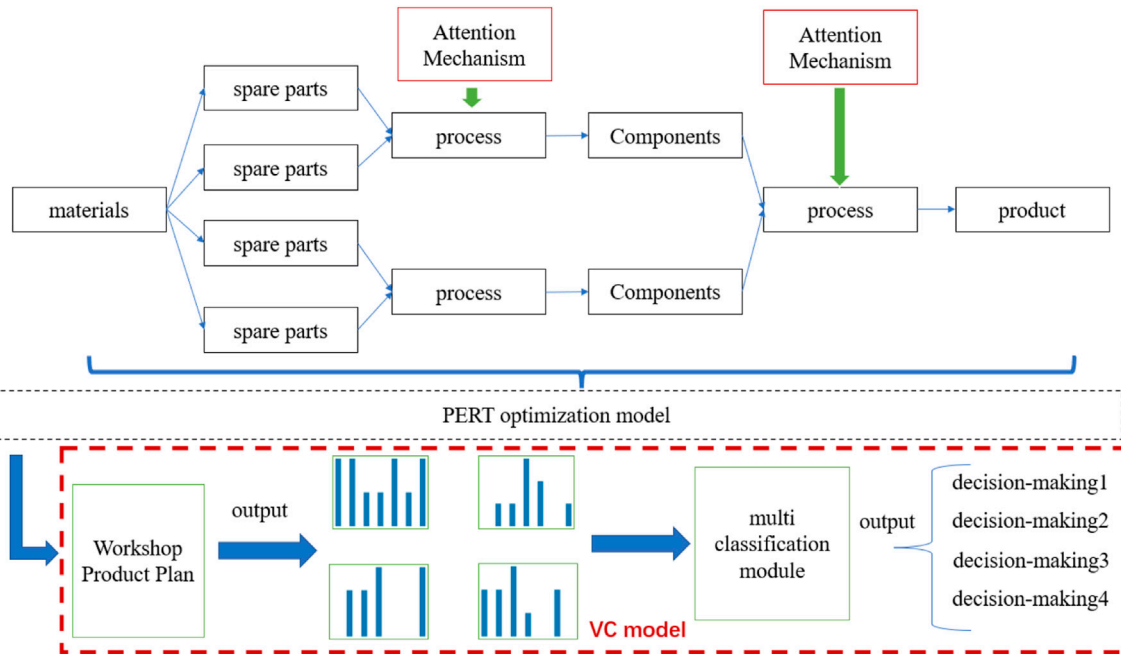 Attention
Mechanism
Attention
Mechanism
spare parts
process
Components
spare parts
materials
process
product
spare parts
process
Components
spare parts
PERT optimization model
Workshop
Product Plan
output
multi
classification
module
output
decision-making1
decision-making2
decision-making3
decision-making4
VC model